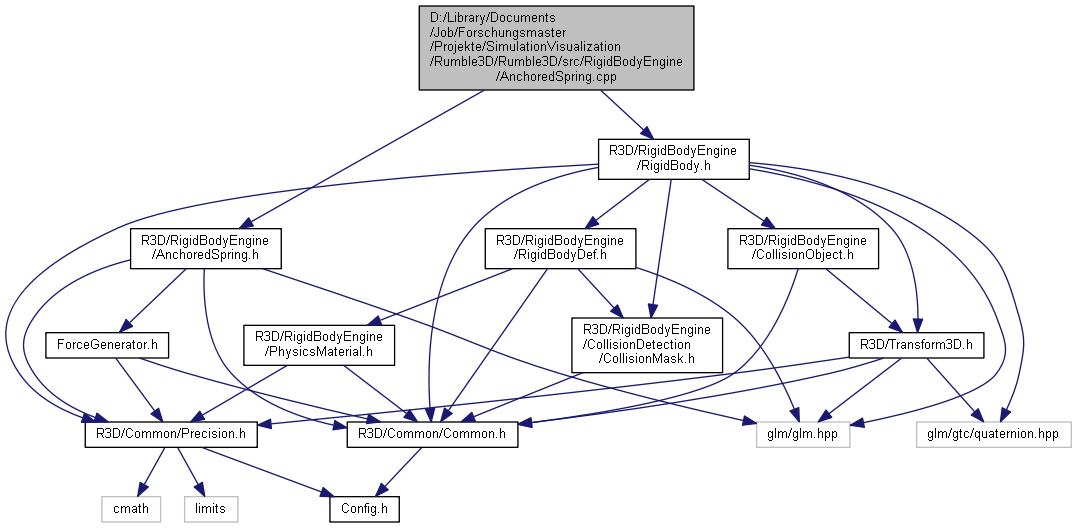 D:/Library/Documents
/Job/Forschungsmaster
/Projekte/SimulationVisualization
/Rumble3D/Rumble3D/src/RigidBodyEngine
/AnchoredSpring.cpp
R3D/RigidBodyEngine
/RigidBody.h
R3D/RigidBodyEngine
/AnchoredSpring.h
R3D/RigidBodyEngine
/RigidBodyDef.h
R3D/RigidBodyEngine
/CollisionObject.h
ForceGenerator.h
R3D/RigidBodyEngine
/PhysicsMaterial.h
R3D/RigidBodyEngine
/CollisionDetection
/CollisionMask.h
R3D/Transform3D.h
R3D/Common/Precision.h
R3D/Common/Common.h
glm/glm.hpp
glm/gtc/quaternion.hpp
cmath
limits
Config.h